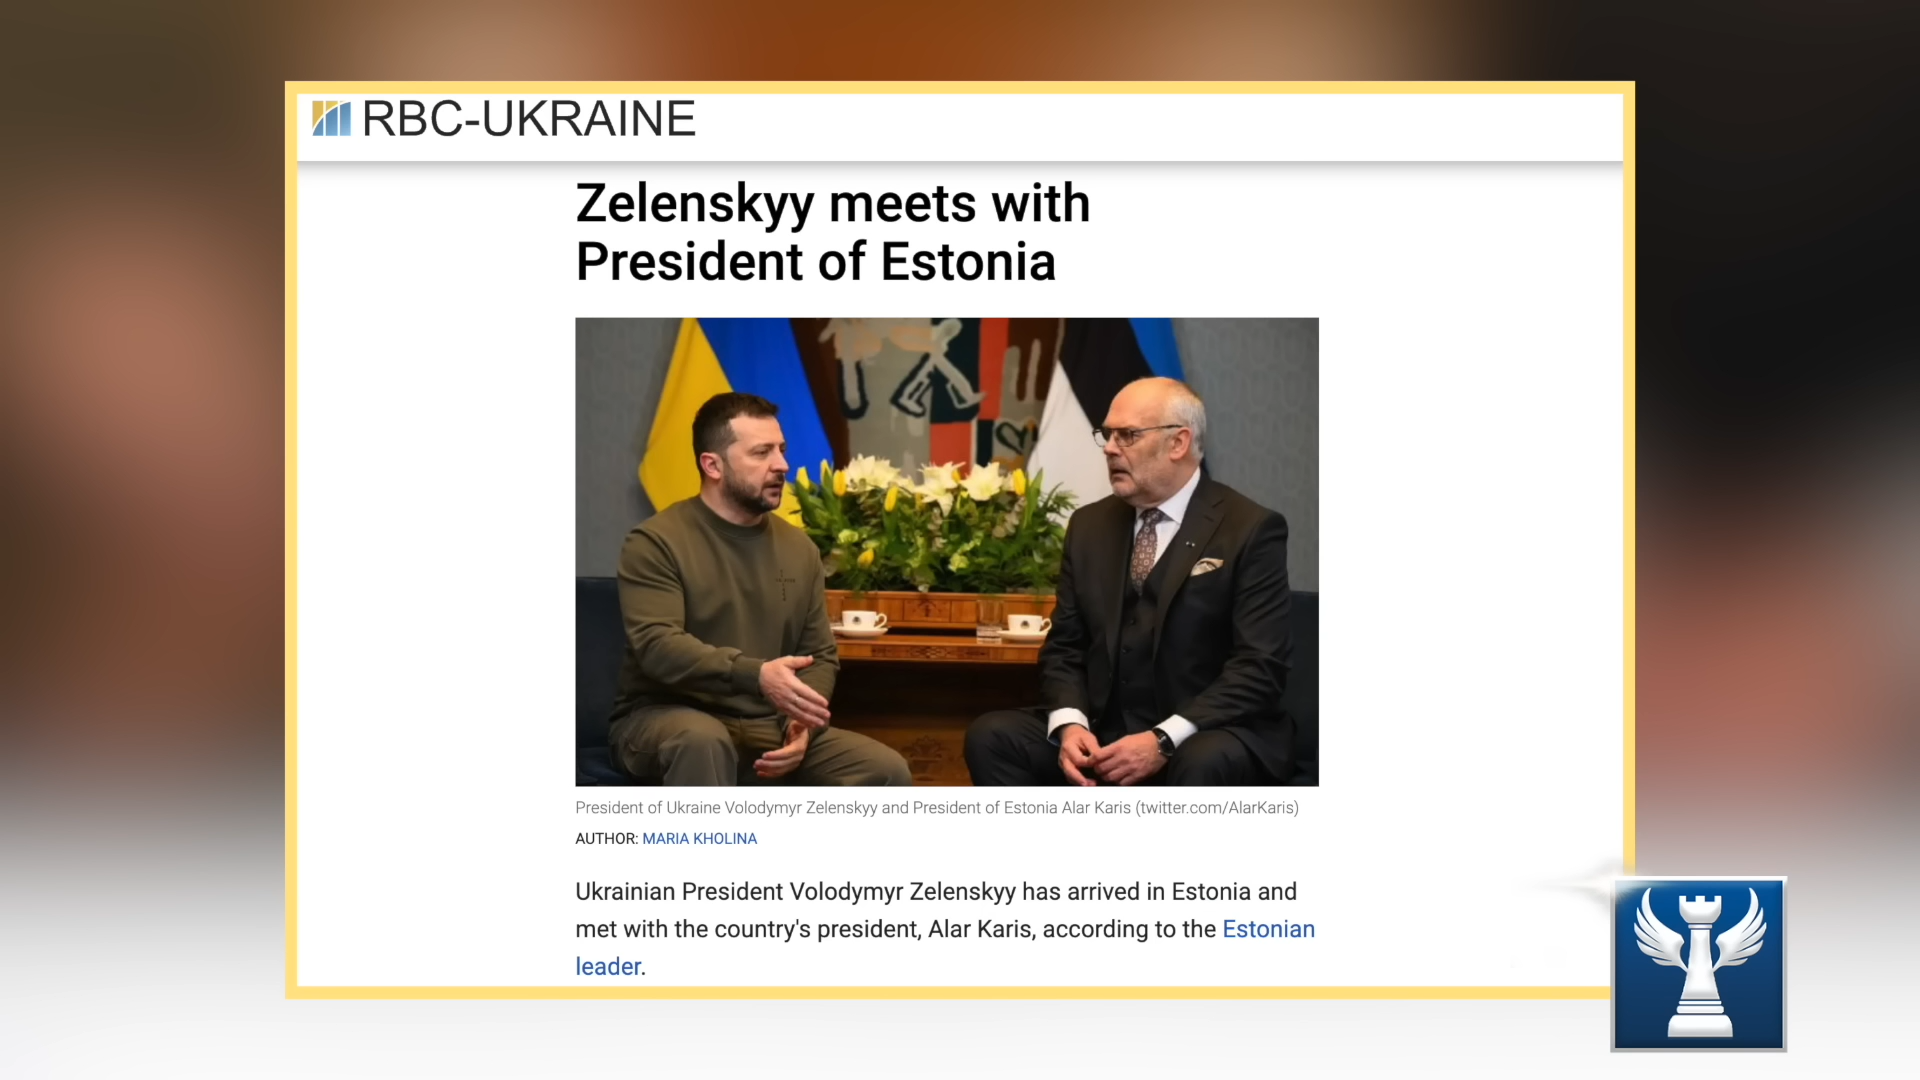 RBC-UKRAINE
Zelenskyy meets with
President of Estonia
President of Ukraine Volodymyr Zelenskyy and President of Estonia Alar Karis (twitter.com/AlarKaris)
AUTHOR: MARIA KHOLINA
Ukrainian President Volodymyr Zelenskyy has arrived in Estonia and
met with the country's president, Alar Karis, according to the Estonian
leader.